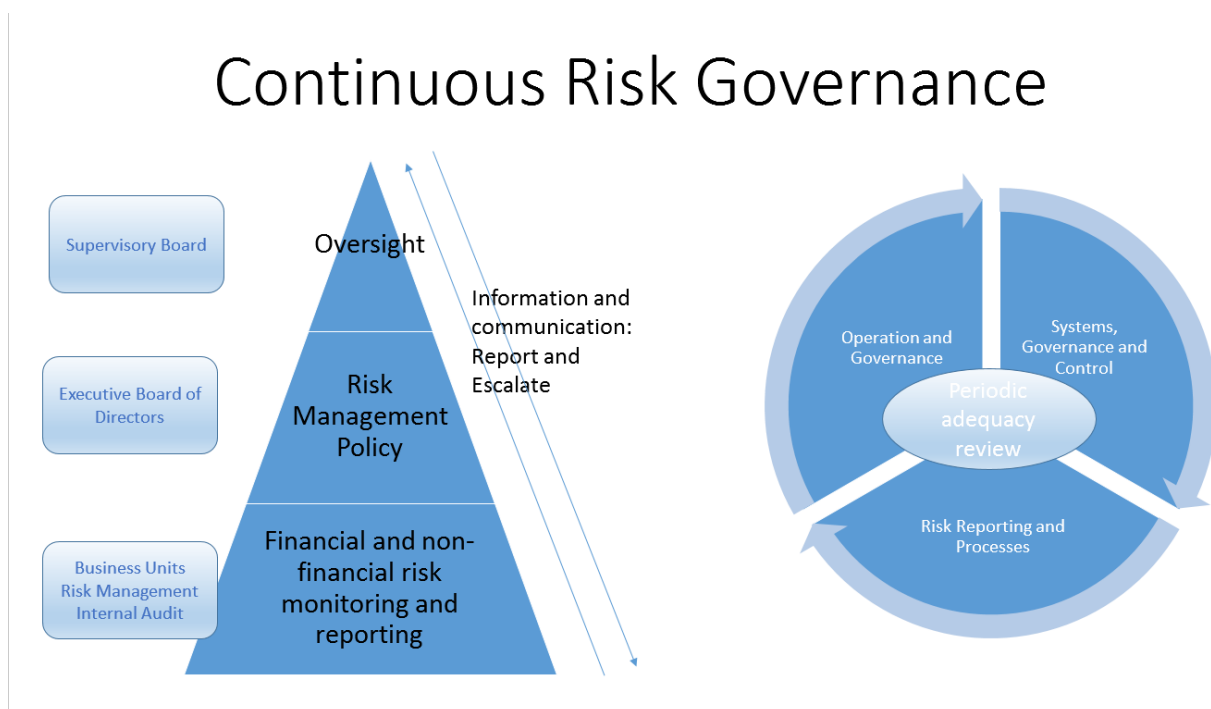 Continuous Risk Governance
Supervisory Board
Oversight
Information and
communication:
Report and
Escalate
Executive Board of
Directors
Risk
Management
Policy
Business Units
Risk Management
Internal Audit
Financial and non-
financial risk
monitoring and
reporting
Operation and
Governance
Systems,
Governance and
Control
Periodic
adequacy
review
Risk Reporting and
Processes